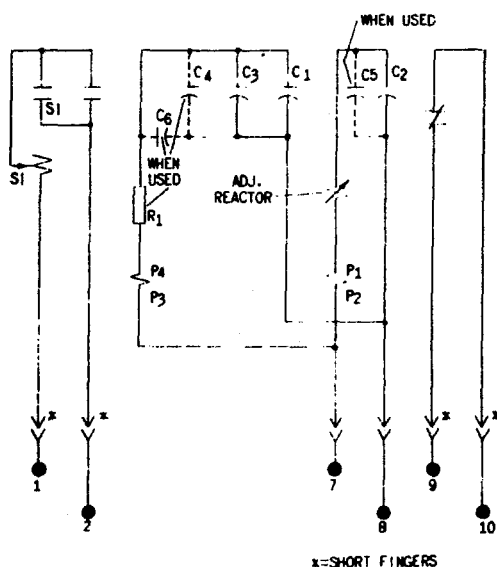 WHEN USED
C4
C3
C1
C5
C2
S1
C6
WHEN
USED
S1
ADJ.
REACTOR
R1
P4
P3
P1
P2
x
x
x
x
1
2
7
8
9
10
x=SHORT FINGERS